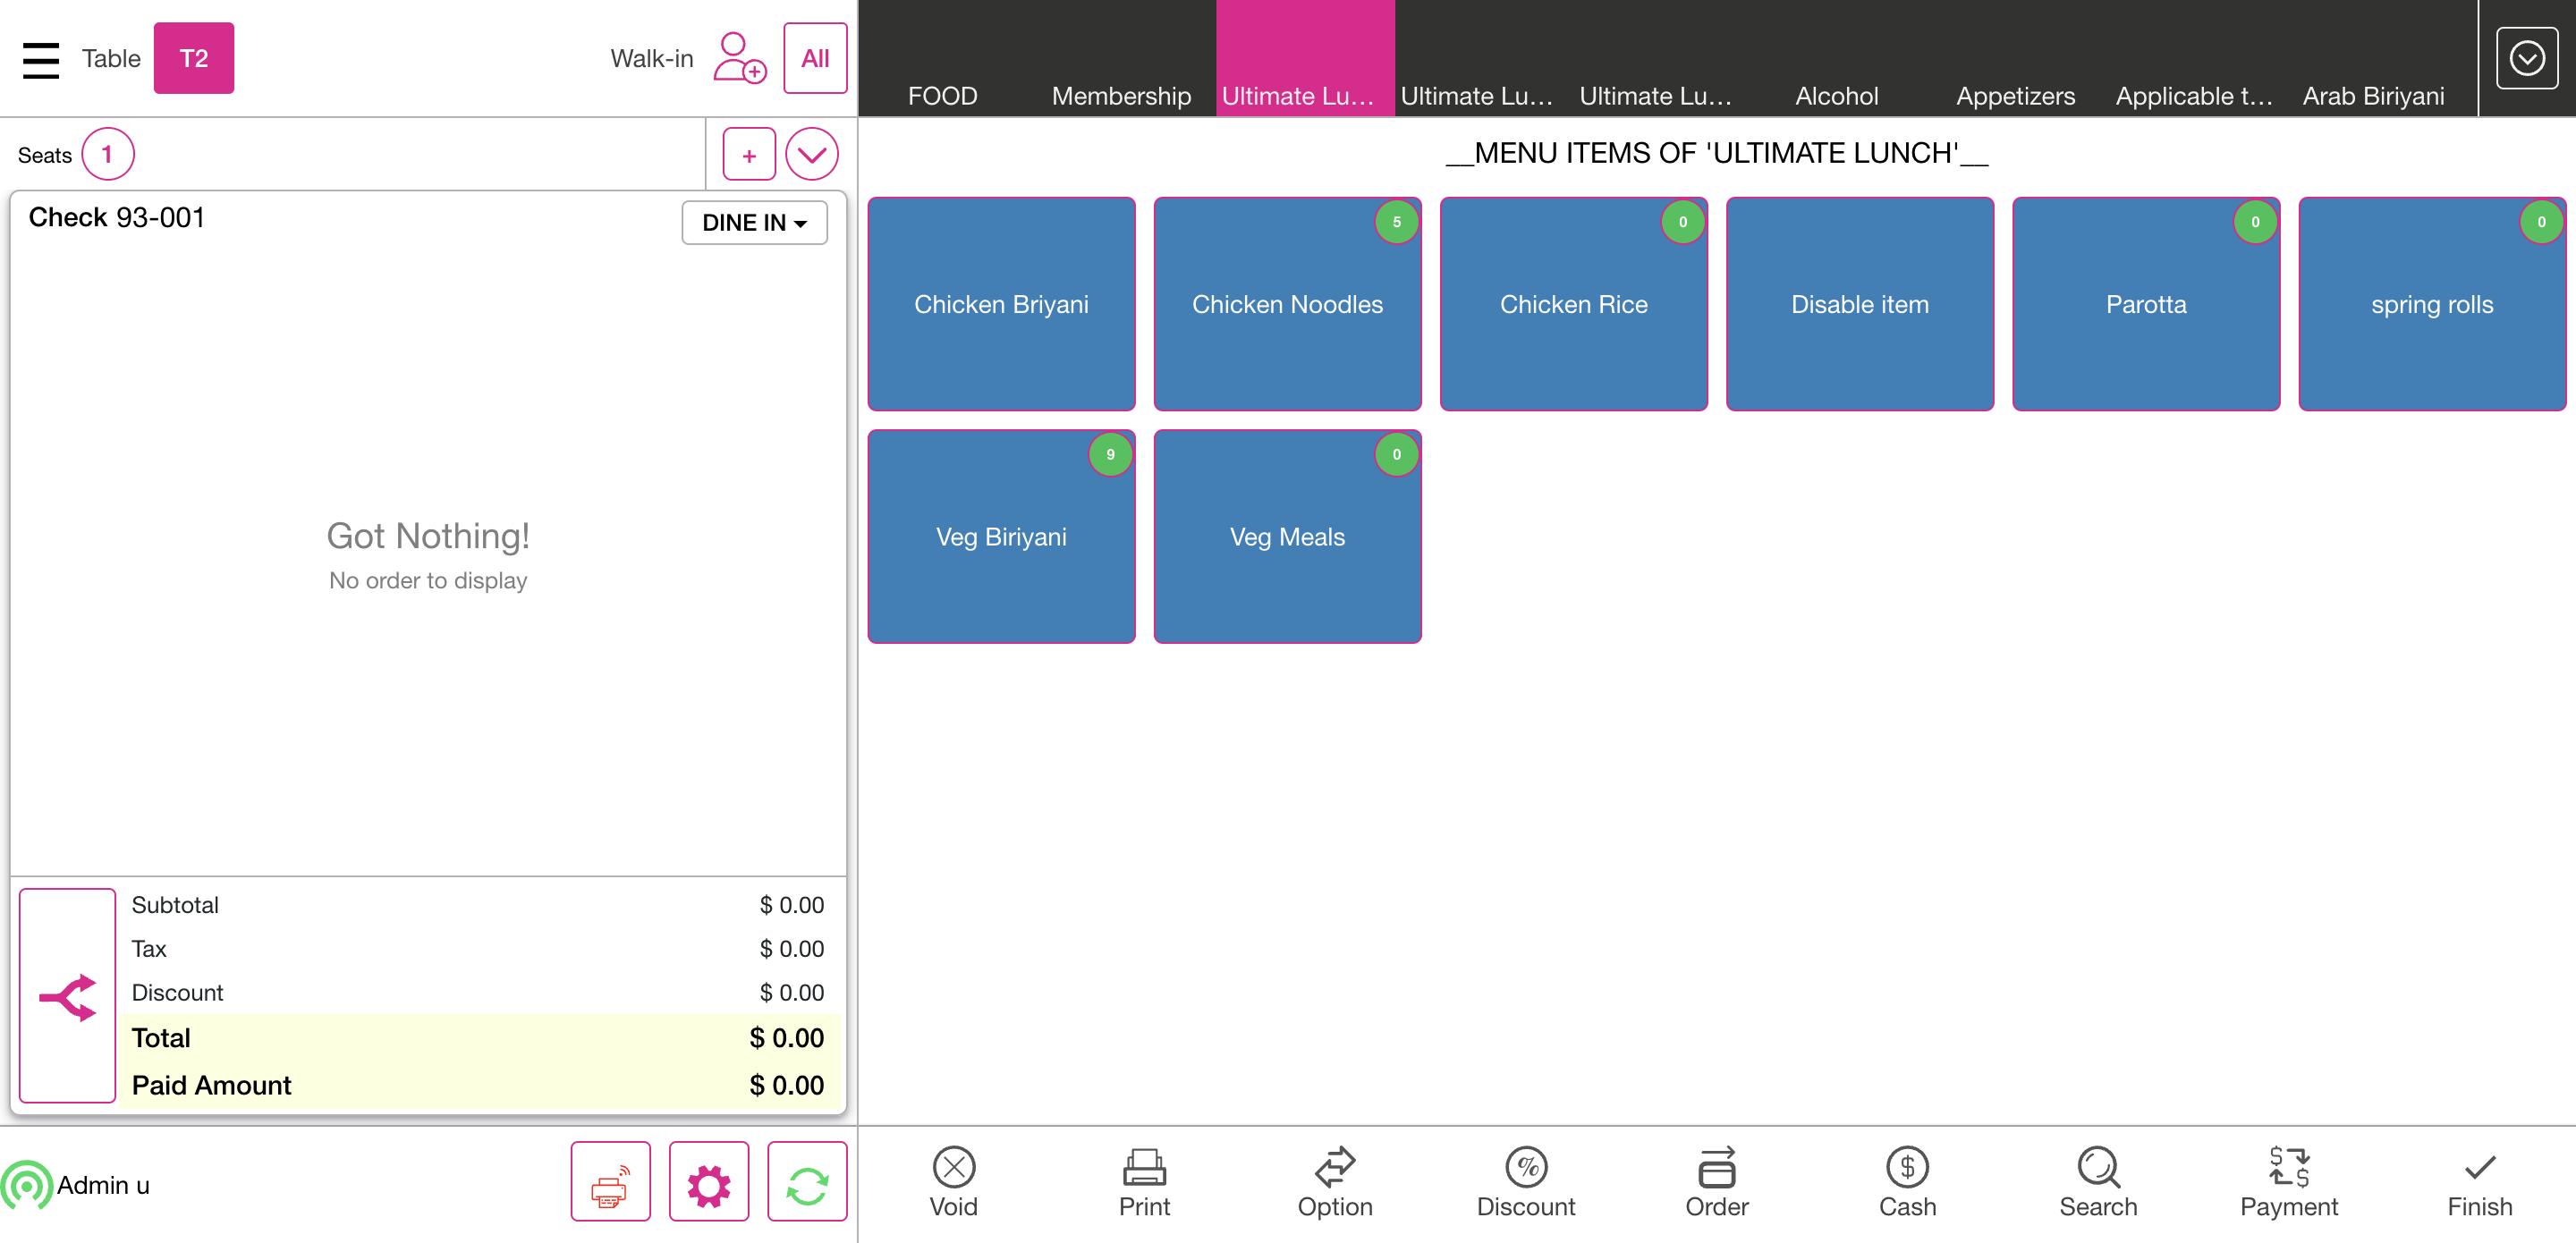 Table
T2
Walk-in
All
FOOD
Membership
Ultimate Lu...
Ultimate Lu...
Ultimate Lu...
Alcohol
Appetizers
Applicable t...
Arab Biriyani
Seats
1
+
Check 93-001
DINE IN
Got Nothing!
No order to display
Subtotal $ 0.00
Tax $ 0.00
Discount $ 0.00
Total $ 0.00
Paid Amount $ 0.00
Admin u
__MENU ITEMS OF 'ULTIMATE LUNCH'__
Chicken Briyani
5
Chicken Noodles
0
Chicken Rice
Disable item
0
Parotta
0
spring rolls
9
Veg Biriyani
0
Veg Meals
Void
Print
Option
%
Discount
Order
$
Cash
Search
$
$
Payment
Finish